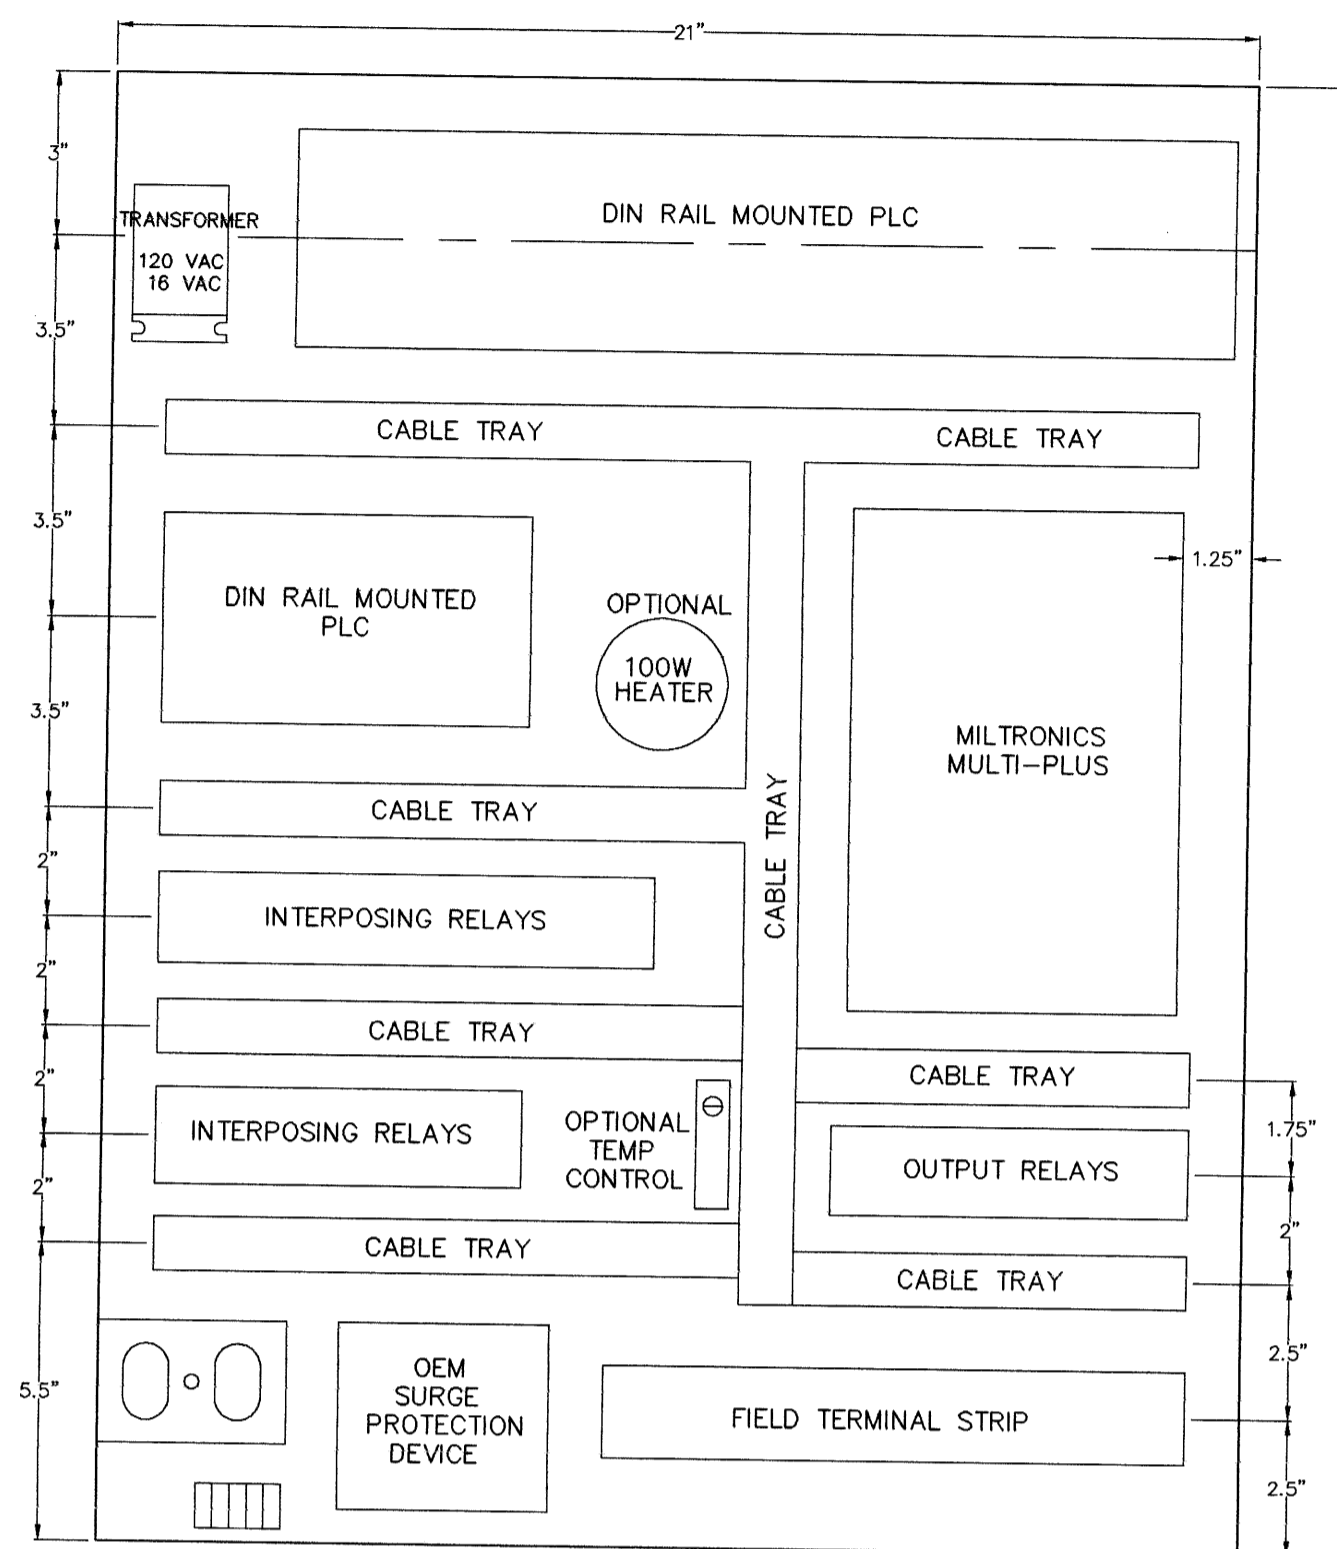 21"
3"
TRANSFORMER
120 VAC
16 VAC
DIN RAIL MOUNTED PLC
3.5"
CABLE TRAY
CABLE TRAY
3.5"
DIN RAIL MOUNTED
PLC
OPTIONAL
100W
HEATER
1.25"
3.5"
MILTRONICS
MULTI-PLUS
CABLE TRAY
CABLE TRAY
2"
INTERPOSING RELAYS
2"
CABLE TRAY
2"
CABLE TRAY
INTERPOSING RELAYS
OPTIONAL
TEMP
CONTROL
1.75"
OUTPUT RELAYS
2"
2"
CABLE TRAY
CABLE TRAY
5.5"
OEM
SURGE
PROTECTION
DEVICE
2.5"
FIELD TERMINAL STRIP
2.5"